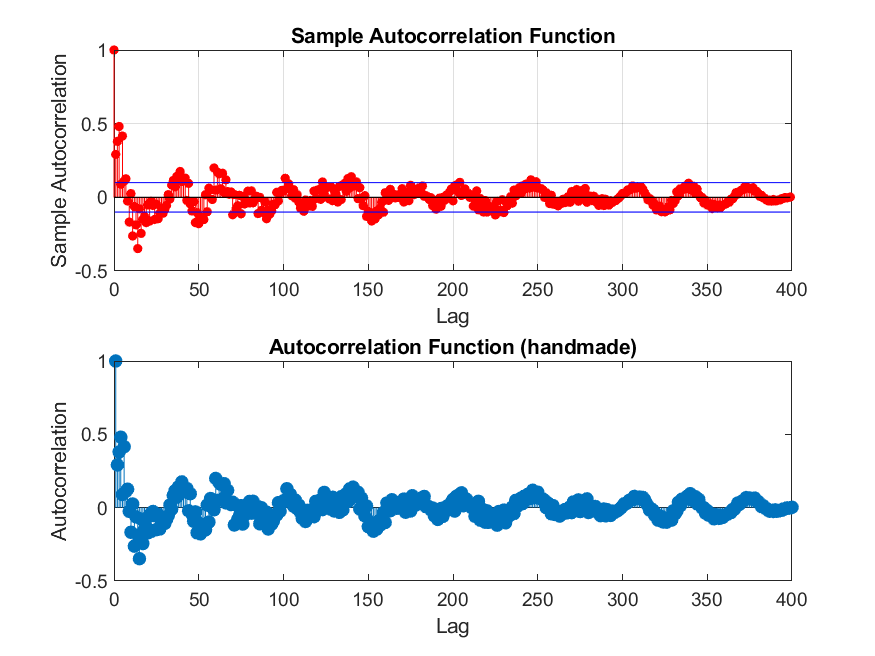 Sample Autocorrelation Function
Sample Autocorrelation
1
0.5
0
-0.5
0 50 100 150 200 250 300 350 400
Lag
Autocorrelation Function (handmade)
Autocorrelation
1
0.5
0
-0.5
0 50 100 150 200 250 300 350 400
Lag